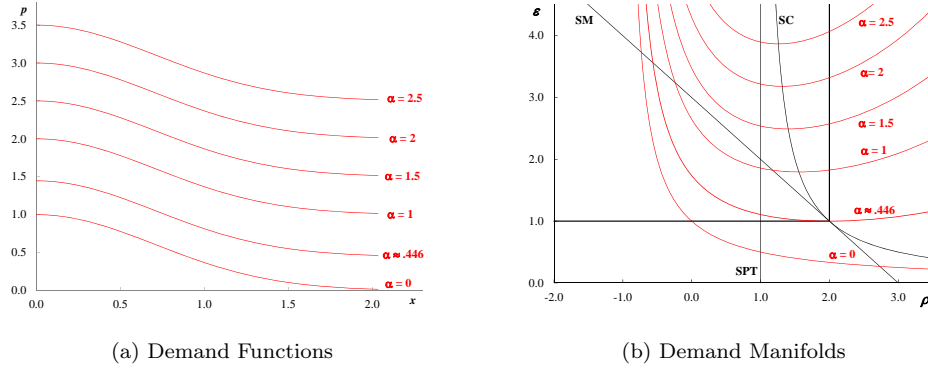 p
3.5
3.0
2.5
2.0
1.5
1.0
0.5
0.0
0.0 0.5 1.0 1.5 2.0
x
α = 2.5
α = 2
α = 1.5
α = 1
α ≈ .446
α = 0
(a) Demand Functions
ε
4.0
3.0
2.0
1.0
0.0
-2.0 -1.0 0.0 1.0 2.0 3.0
ρ
SM
SC
α = 2.5
α = 2
α = 1.5
α = 1
α ≈ .446
α = 0
SPT
(b) Demand Manifolds